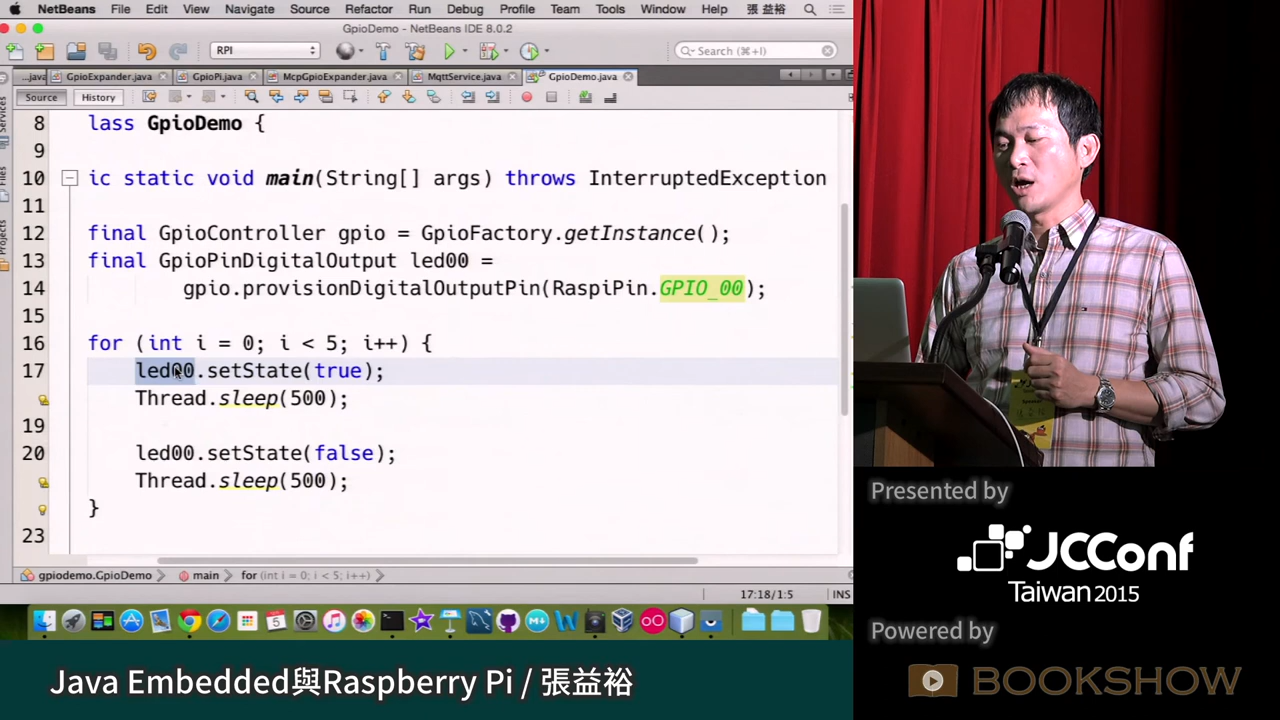 NetBeans File Edit View Navigate Source Refactor Run Debug Profile Team Tools Window Help 張 益裕
GpioDemo - NetBeans IDE 8.0.2
RPI
Search (⌘+I)
...java GpioExpander.java GpioPi.java McpGpioExpander.java MqttService.java GpioDemo.java
Source History
Services
Files
Projects
8 lass GpioDemo {
9
10 ic static void main(String[] args) throws InterruptedException
11
12 final GpioController gpio = GpioFactory.getInstance();
13 final GpioPinDigitalOutput led00 =
14 gpio.provisionDigitalOutputPin(RaspiPin.GPIO_00);
15
16 for (int i = 0; i < 5; i++) {
17 led00.setState(true);
Thread.sleep(500);
19
20 led00.setState(false);
Thread.sleep(500);
}
23
gpiodemo.GpioDemo main for (int i = 0; i < 5; i++)
17:18/1:5 INS
Java Embedded與Raspberry Pi / 張益裕
Presented by
JCConf
Taiwan 2015
Powered by
BOOKSHOW